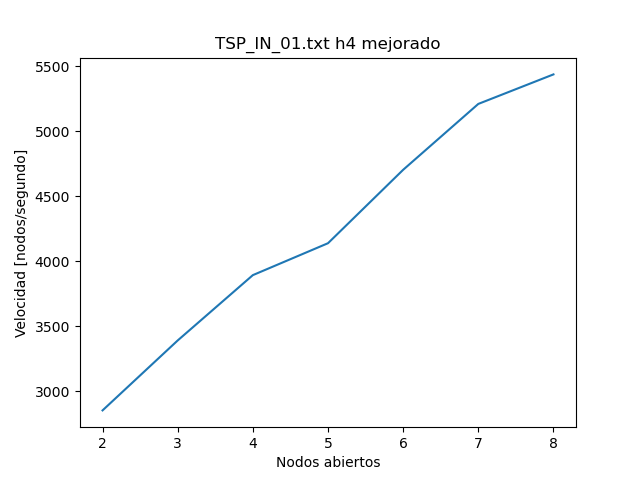 TSP_IN_01.txt h4 mejorado
5500
5000
4500
4000
3500
3000
Velocidad [nodos/segundo]
2 3 4 5 6 7 8
Nodos abiertos